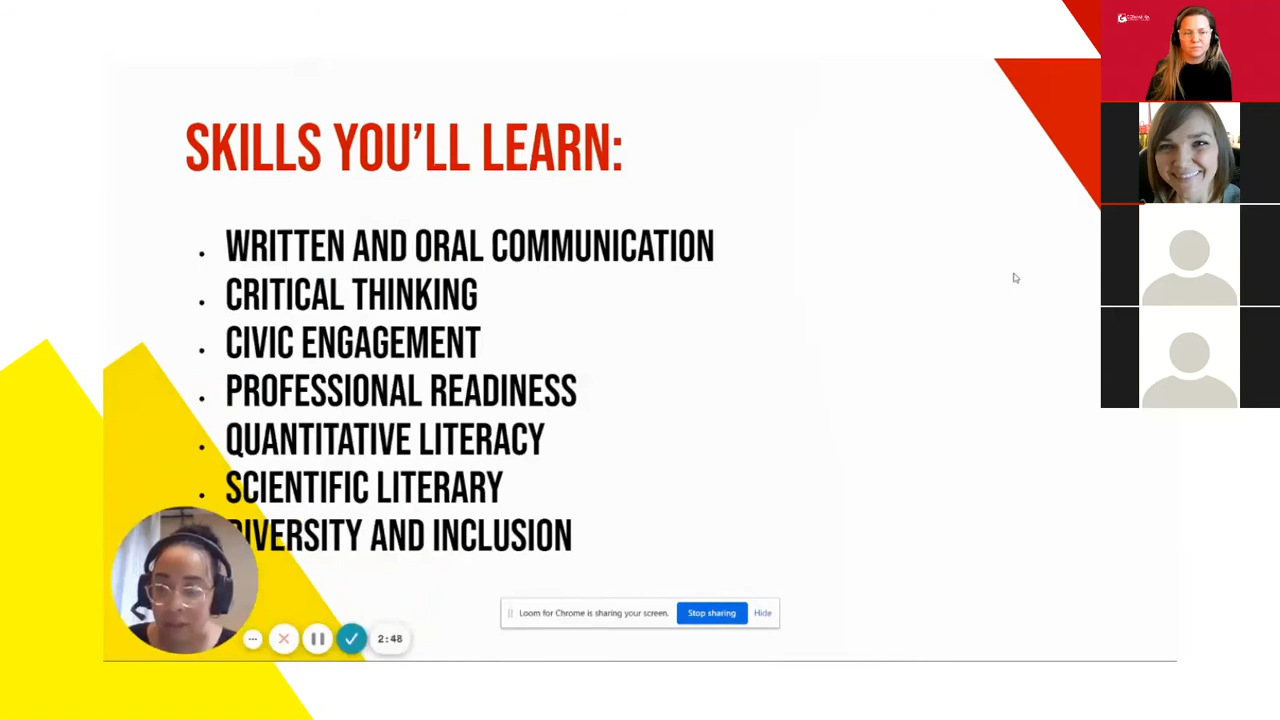 SKILLS YOU'LL LEARN:
• WRITTEN AND ORAL COMMUNICATION
• CRITICAL THINKING
• CIVIC ENGAGEMENT
• PROFESSIONAL READINESS
• QUANTITATIVE LITERACY
• SCIENTIFIC LITERARY
DIVERSITY AND INCLUSION
Loom for Chrome is sharing your screen. Stop sharing Hide
2:48